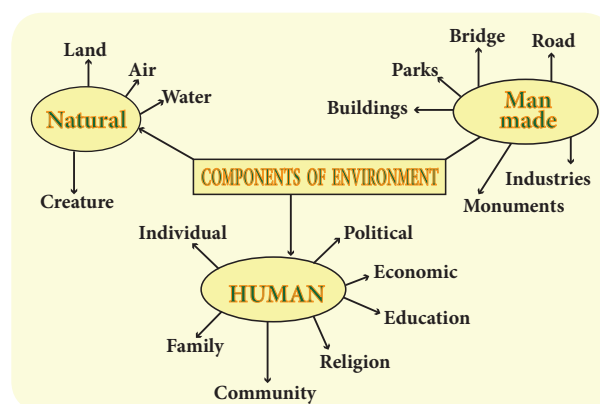 Land
Air
Water
Natural
Creature
Bridge
Road
Parks
Buildings
Man
made
Industries
Monuments
COMPONENTS OF ENVIRONMENT
Individual
Political
Economic
HUMAN
Education
Family
Religion
Community